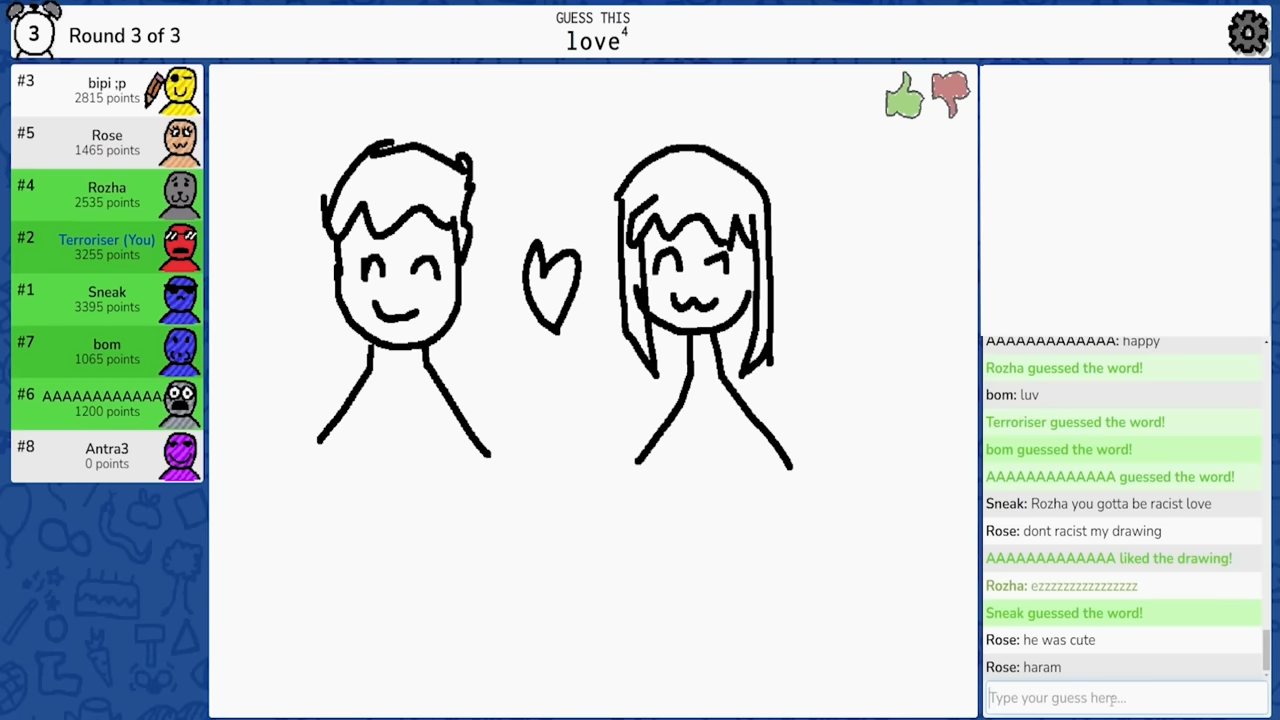 3
Round 3 of 3
GUESS THIS
love4
#3
bipi ;p
2815 points
#5
Rose
1465 points
#4
Rozha
2535 points
#2
Terroriser (You)
3255 points
#1
Sneak
3395 points
#7
bom
1065 points
#6
AAAAAAAAAAAA
1200 points
#8
Antra3
0 points
AAAAAAAAAAAAA: happy
Rozha guessed the word!
bom: luv
Terroriser guessed the word!
bom guessed the word!
AAAAAAAAAAAAA guessed the word!
Sneak: Rozha you gotta be racist love
Rose: dont racist my drawing
AAAAAAAAAAAAA liked the drawing!
Rozha: ezzzzzzzzzzzzzzzz
Sneak guessed the word!
Rose: he was cute
Rose: haram
Type your guess here...